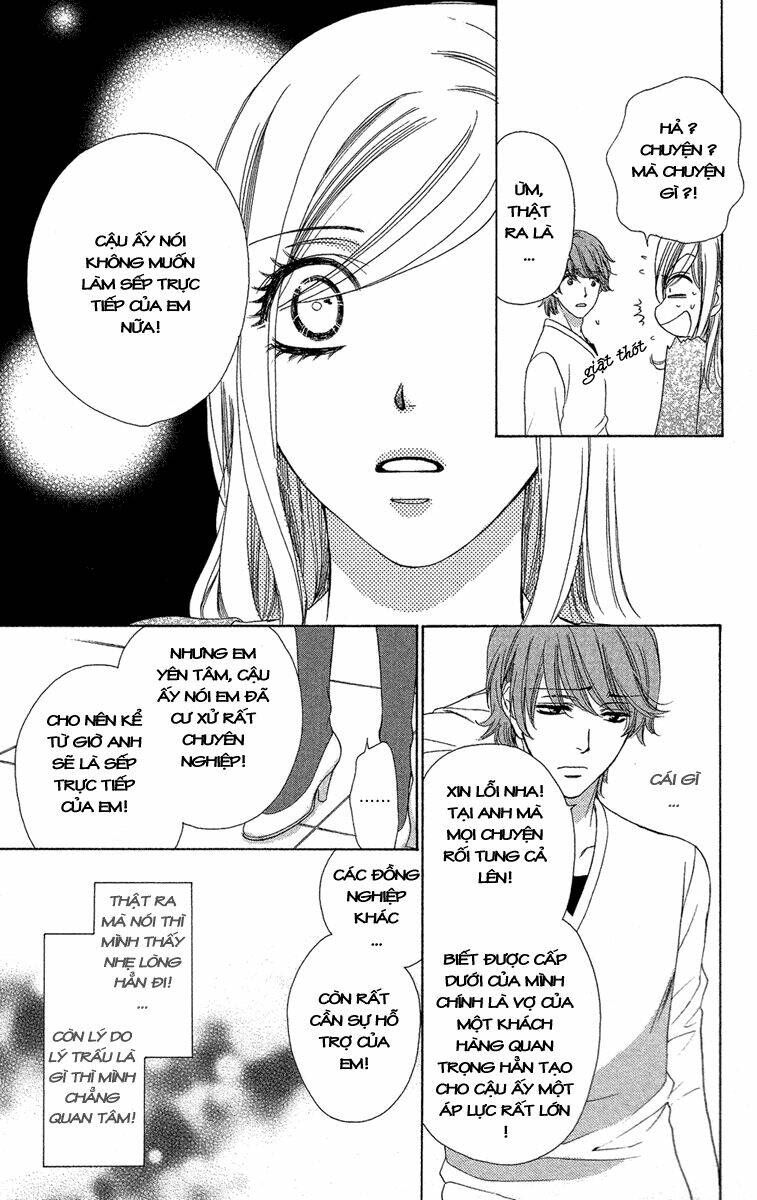 HẢ ?
CHUYỆN ?
MÀ CHUYỆN
GÌ ?!
ỪM,
THẬT
RA LÀ
...
giật thót
CẬU ẤY NÓI
KHÔNG MUỐN
LÀM SẾP TRỰC
TIẾP CỦA EM
NỮA!
CÁI GÌ
...
XIN LỖI NHA!
TẠI ANH MÀ
MỌI CHUYỆN
RỐI TUNG CẢ
LÊN!
BIẾT ĐƯỢC CẤP
DƯỚI CỦA MÌNH
CHÍNH LÀ VỢ CỦA
MỘT KHÁCH
HÀNG QUAN
TRỌNG HẲN TẠO
CHO CẬU ẤY MỘT
ÁP LỰC RẤT LỚN
!
NHƯNG EM
YÊN TÂM, CẬU
ẤY NÓI EM ĐÃ
CƯ XỬ RẤT
CHUYÊN
NGHIỆP!
CHO NÊN KỂ
TỪ GIỜ ANH
SẼ LÀ SẾP
TRỰC TIẾP
CỦA EM!
......
CÁC ĐỒNG
NGHIỆP
KHÁC
...
CÒN RẤT
CẦN SỰ HỖ
TRỢ CỦA
EM!
THẬT RA
MÀ NÓI THÌ
MÌNH THẤY
NHẸ LÒNG
HẲN ĐI!
...
CÒN LÝ DO
LÝ TRẤU LÀ
GÌ THÌ MÌNH
CHẲNG
QUAN TÂM!